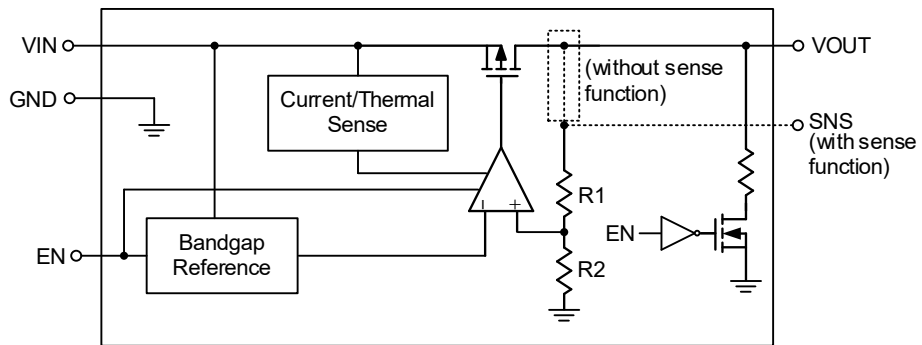 VIN
VOUT
(without sense
function)
GND
Current/Thermal
Sense
SNS
(with sense
function)
R1
− +
EN
Bandgap
Reference
EN
R2